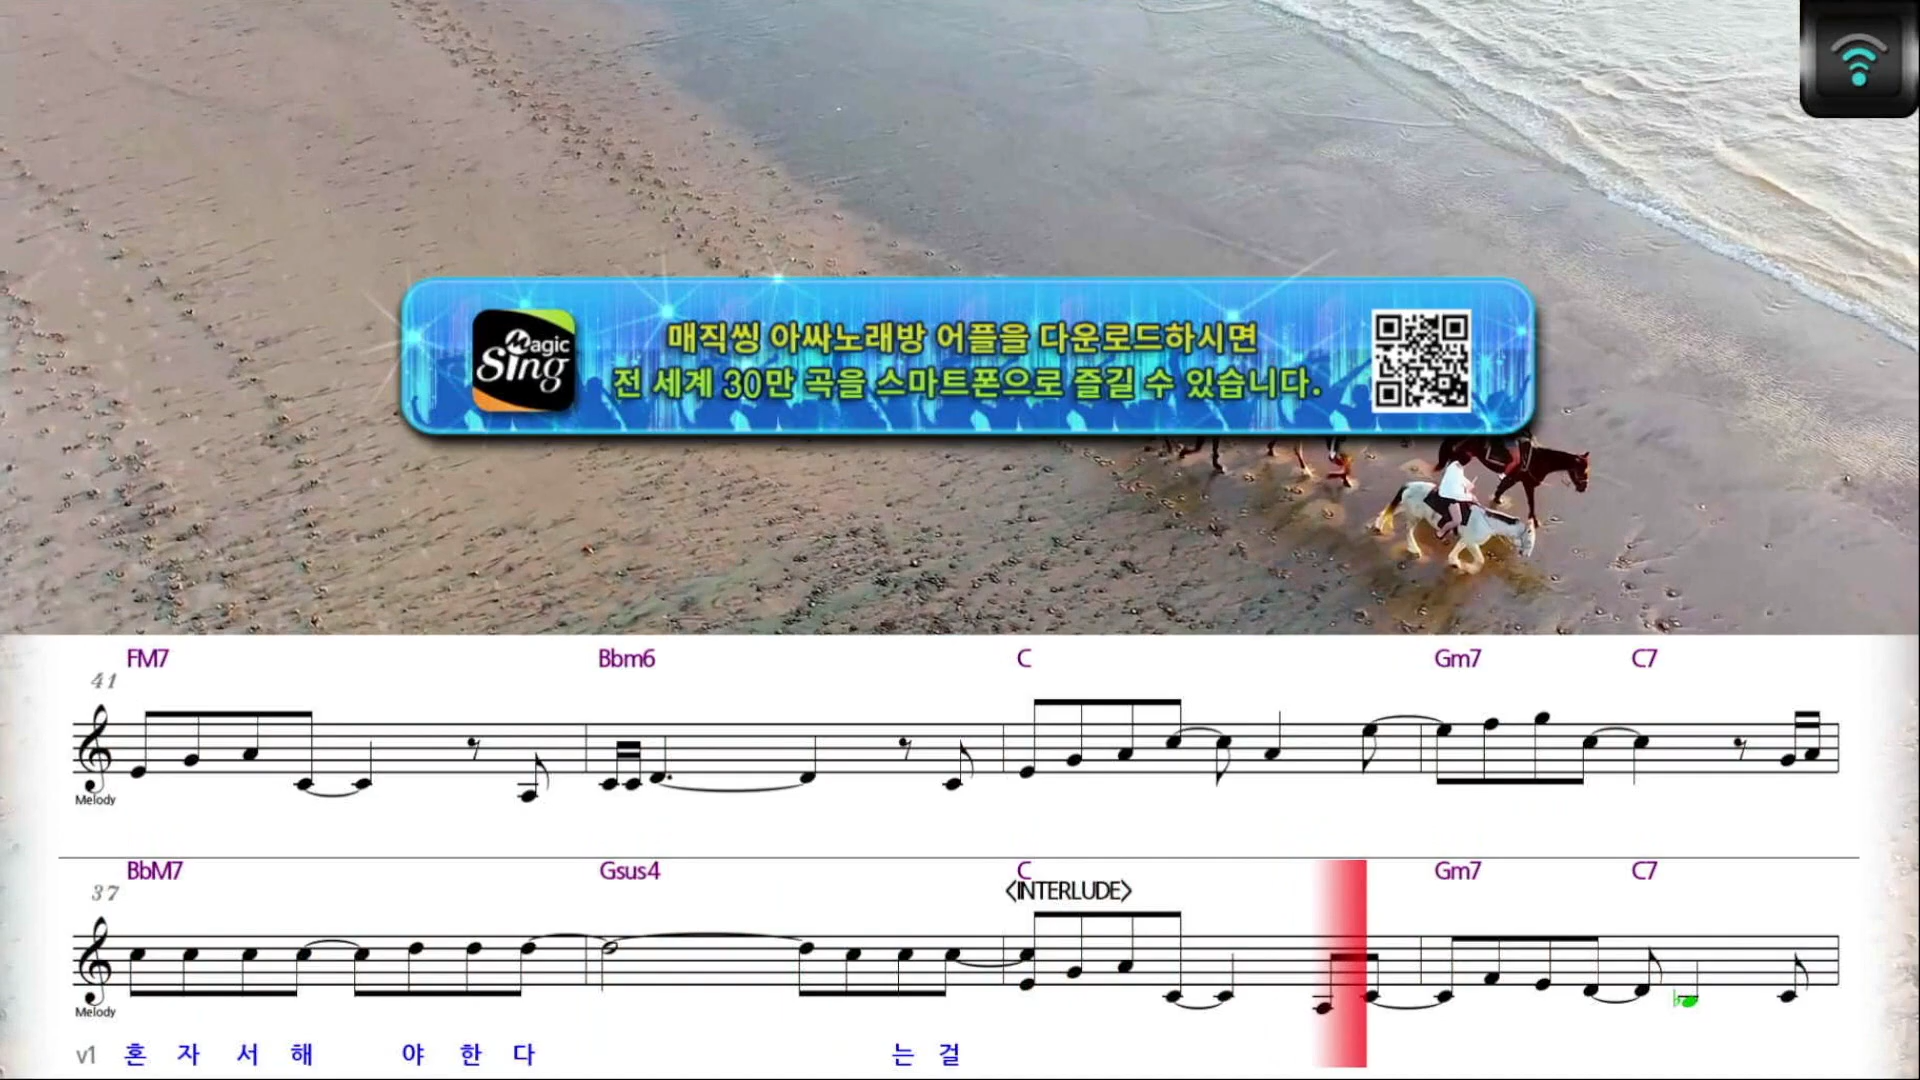 Magic
Sing
매직씽 아싸노래방 어플을 다운로드하시면
전 세계 30만 곡을 스마트폰으로 즐길 수 있습니다.
FM7 Bbm6 C Gm7 C7
41
Melody
BbM7 Gsus4 C Gm7 C7
37
<INTERLUDE>
Melody
v1 혼 자 서 해 야 한 다 는 걸